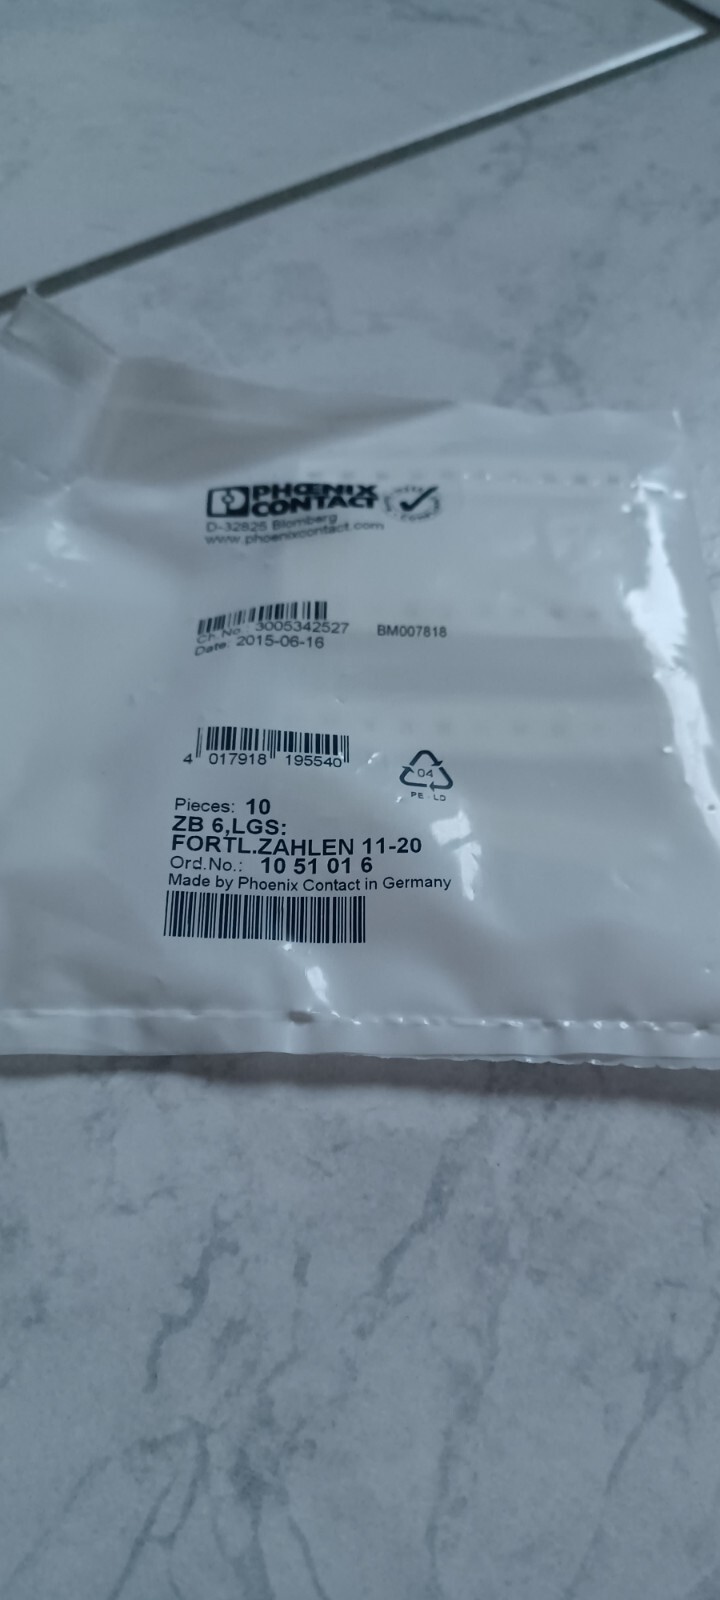 PHŒNIX
CONTACT
D-32825 Blomberg
www.phoenixcontact.com
Ch.No.: 3005342527 BM007818
Date: 2015-06-16
4 017918 195540
04
PE-LD
Pieces: 10
ZB 6,LGS:
FORTL.ZAHLEN 11-20
Ord.No.: 10 51 01 6
Made by Phoenix Contact in Germany